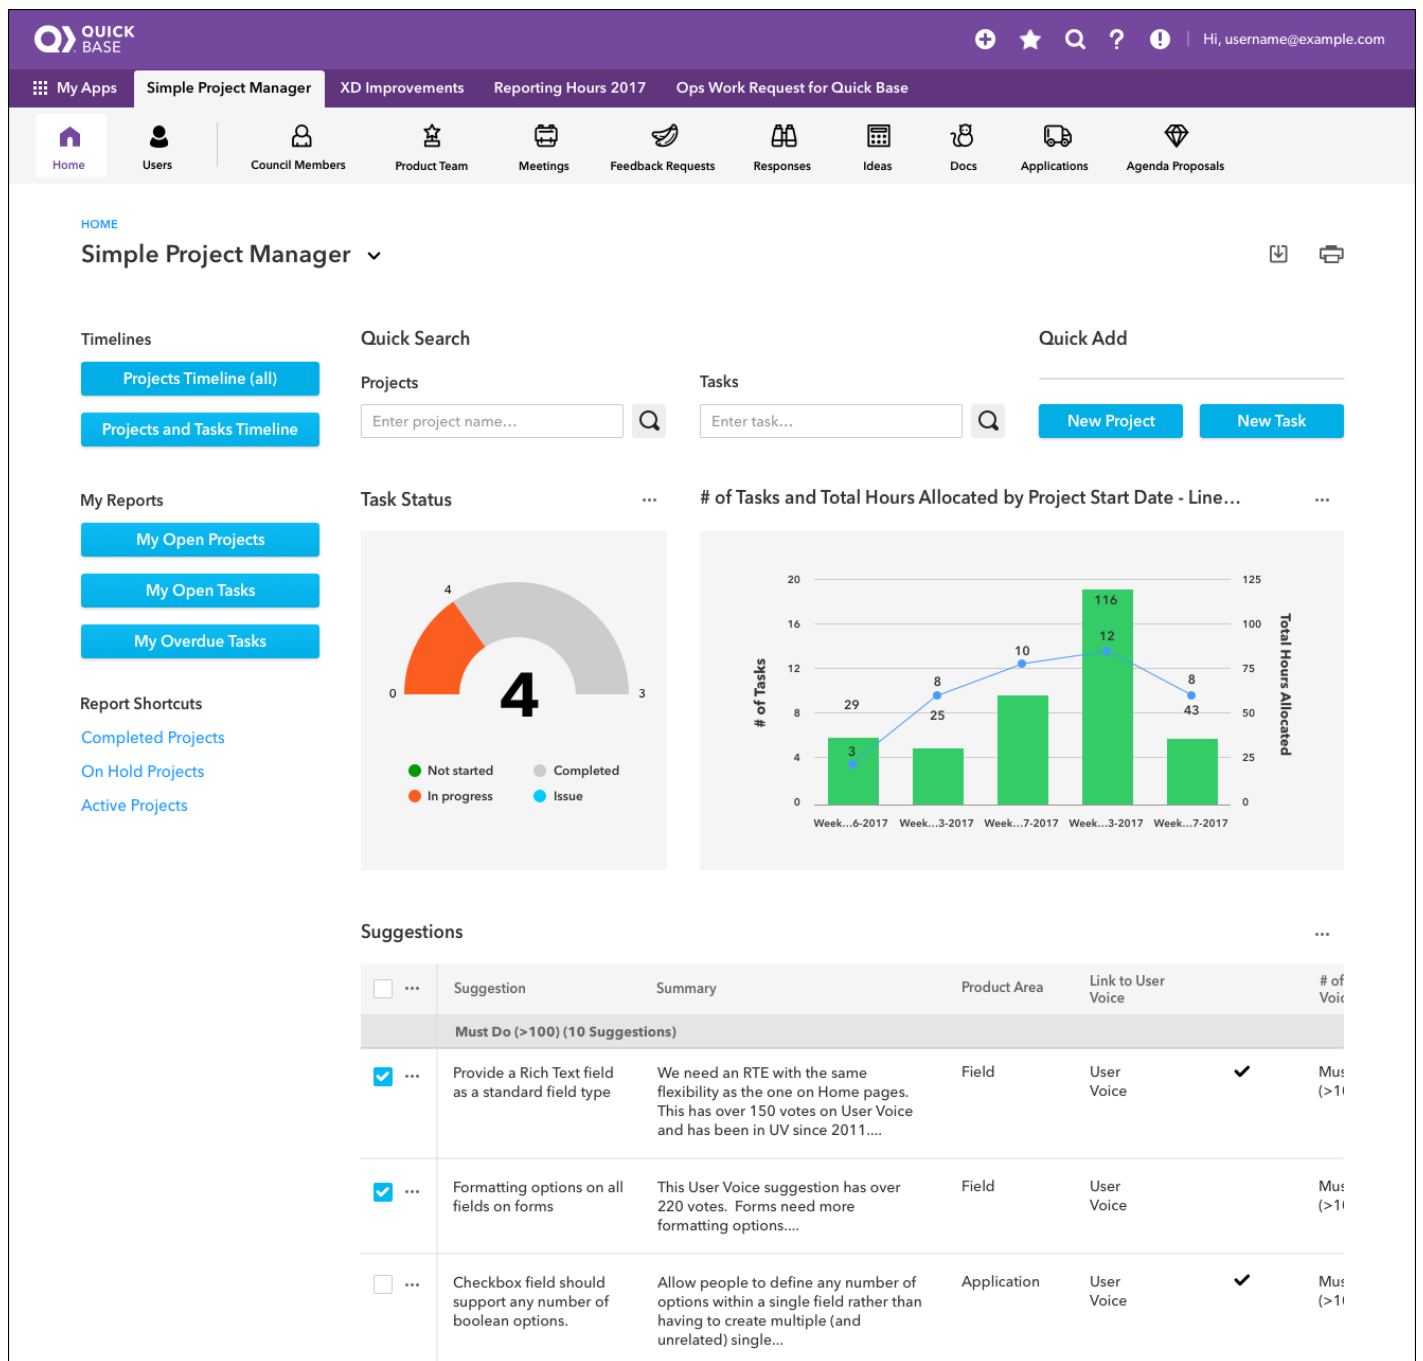 QUICK
BASE
Hi, username@example.com
My Apps
Simple Project Manager
XD Improvements
Reporting Hours 2017
Ops Work Request for Quick Base
Home
Users
Council Members
Product Team
Meetings
Feedback Requests
Responses
Ideas
Docs
Applications
Agenda Proposals
HOME
Simple Project Manager
Timelines
Projects Timeline (all)
Projects and Tasks Timeline
My Reports
My Open Projects
My Open Tasks
My Overdue Tasks
Report Shortcuts
Completed Projects
On Hold Projects
Active Projects
Quick Search
Projects
Enter project name...
Tasks
Enter task...
Quick Add
New Project
New Task
Task Status
...
4
0
4
3
Not started
Completed
In progress
Issue
# of Tasks and Total Hours Allocated by Project Start Date - Line...
...
20
16
12
8
4
0
# of Tasks
125
100
75
50
25
0
Total Hours Allocated
29
3
8
25
10
116
12
8
43
Week...6-2017
Week...3-2017
Week...7-2017
Week...3-2017
Week...7-2017
Suggestions
...
...
Suggestion
Summary
Product Area
Link to User
Voice
# of
Voic
Must Do (>100) (10 Suggestions)
...
Provide a Rich Text field
as a standard field type
We need an RTE with the same
flexibility as the one on Home pages.
This has over 150 votes on User Voice
and has been in UV since 2011....
Field
User
Voice
Mus
(>10
...
Formatting options on all
fields on forms
This User Voice suggestion has over
220 votes.  Forms need more
formatting options....
Field
User
Voice
Mus
(>10
...
Checkbox field should
support any number of
boolean options.
Allow people to define any number of
options within a single field rather than
having to create multiple (and
unrelated) single...
Application
User
Voice
Mus
(>10